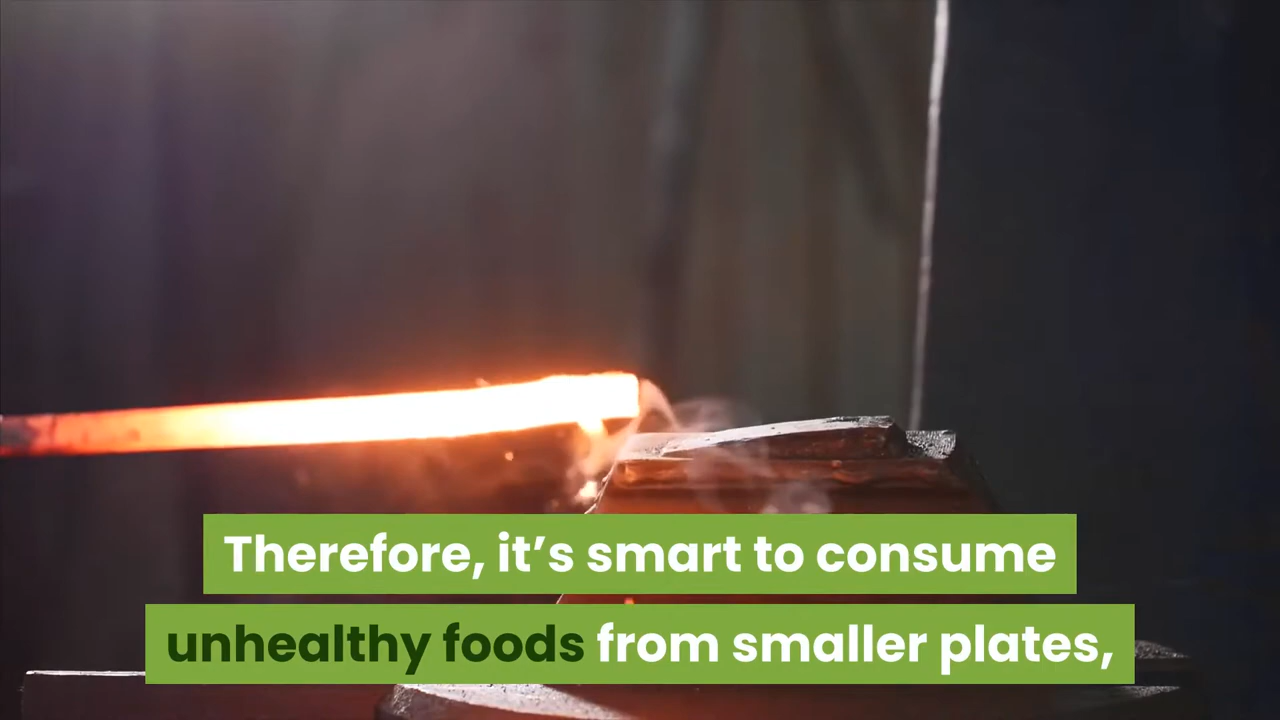 Therefore, it’s smart to consume
unhealthy foods from smaller plates,